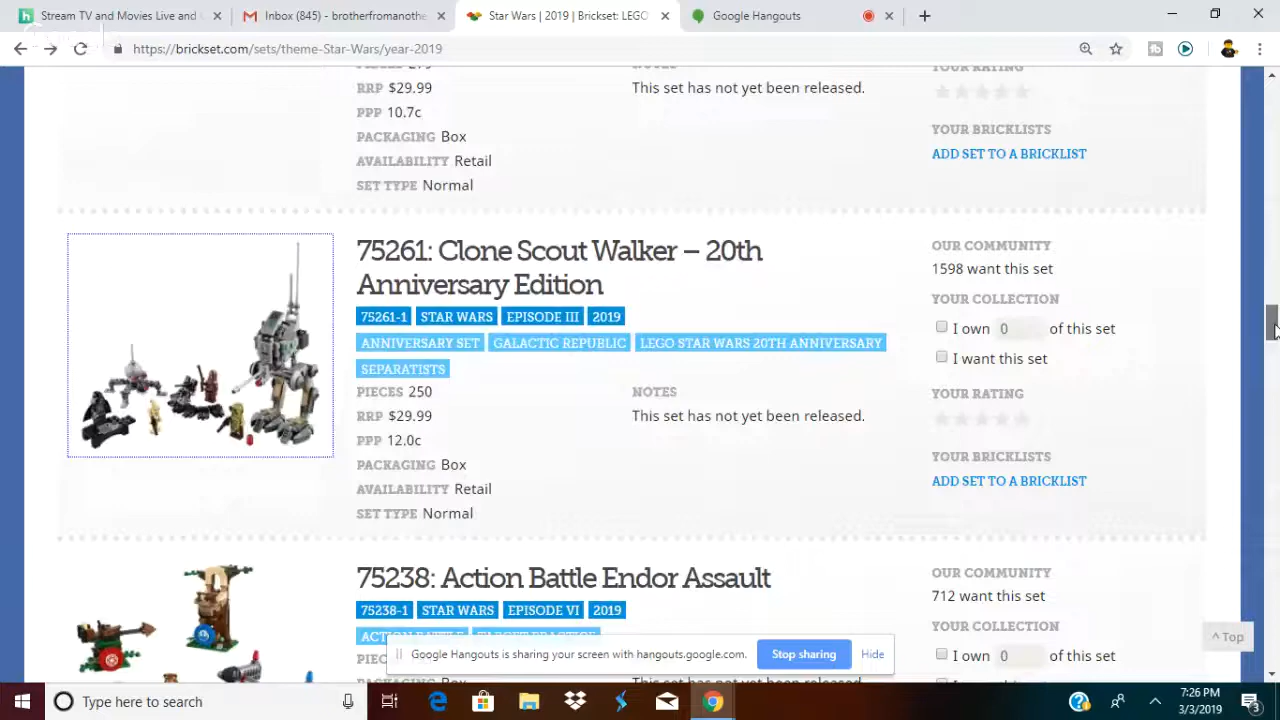 Stream TV and Movies Live and
Inbox (845) - brotherfromanoth
Star Wars | 2019 | Brickset: LEGO
Google Hangouts
https://brickset.com/sets/theme-Star-Wars/year-2019
RRP $29.99
This set has not yet been released.
PPP 10.7c
PACKAGING Box
AVAILABILITY Retail
SET TYPE Normal
YOUR RATING
YOUR BRICKLISTS
ADD SET TO A BRICKLIST
75261: Clone Scout Walker – 20th
Anniversary Edition
75261-1 STAR WARS EPISODE III 2019
ANNIVERSARY SET GALACTIC REPUBLIC LEGO STAR WARS 20TH ANNIVERSARY
SEPARATISTS
PIECES 250
RRP $29.99
PPP 12.0c
PACKAGING Box
AVAILABILITY Retail
SET TYPE Normal
NOTES
This set has not yet been released.
OUR COMMUNITY
1598 want this set
YOUR COLLECTION
I own 0 of this set
I want this set
YOUR RATING
YOUR BRICKLISTS
ADD SET TO A BRICKLIST
75238: Action Battle Endor Assault
75238-1 STAR WARS EPISODE VI 2019
ACTION BATTLE TARGET PRACTICE
OUR COMMUNITY
712 want this set
YOUR COLLECTION
I own 0 of this set
^ Top
Google Hangouts is sharing your screen with hangouts.google.com.
Stop sharing
Hide
Type here to search
7:26 PM
3/3/2019
3